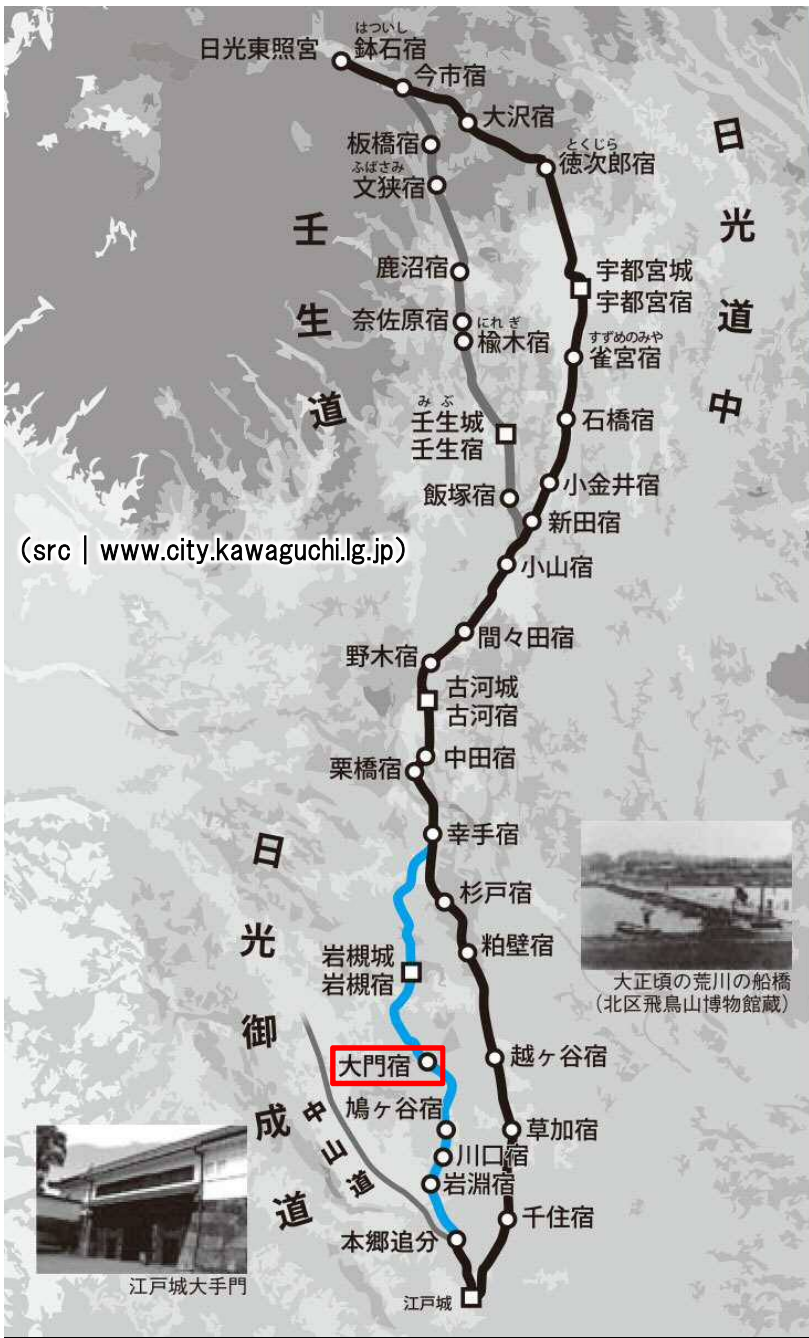 はついし
日光東照宮 鉢石宿
今市宿
大沢宿
板橋宿
とくじら
徳次郎宿
ふばさみ
文狭宿
日光道中
壬生道
鹿沼宿
宇都宮城
宇都宮宿
奈佐原宿
にれぎ
楡木宿
すずめのみや
雀宮宿
みぶ
壬生城
壬生宿
石橋宿
飯塚宿
小金井宿
新田宿
(src | www.city.kawaguchi.lg.jp)
小山宿
間々田宿
野木宿
古河城
古河宿
中田宿
栗橋宿
幸手宿
日光御成道
杉戸宿
粕壁宿
岩槻城
岩槻宿
大正頃の荒川の船橋
(北区飛鳥山博物館蔵)
大門宿
越ヶ谷宿
鳩ヶ谷宿
中山道
草加宿
川口宿
岩淵宿
千住宿
本郷追分
江戸城大手門
江戸城